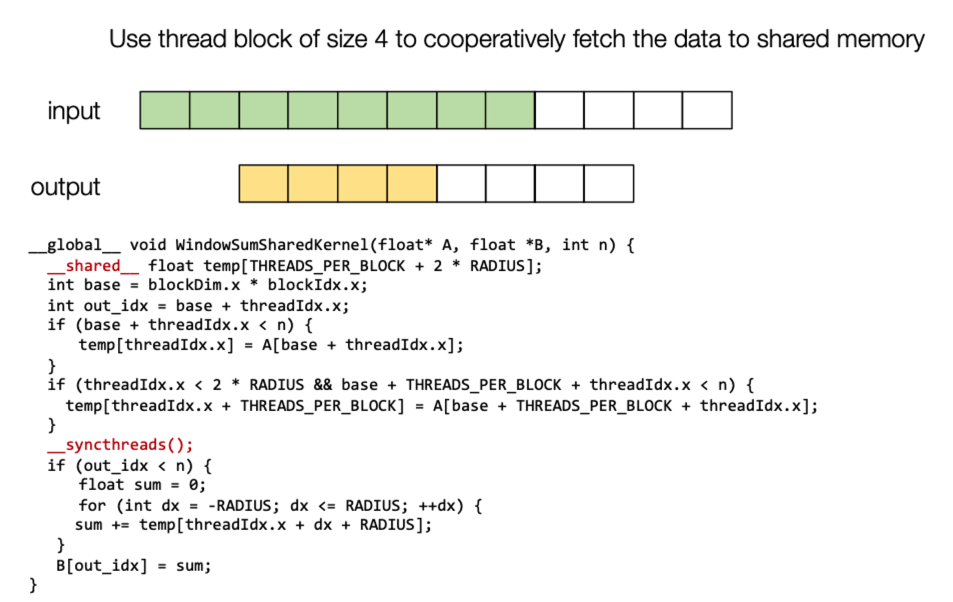 Use thread block of size 4 to cooperatively fetch the data to shared memory
input
output
__global__ void WindowSumSharedKernel(float* A, float *B, int n) {
  __shared__ float temp[THREADS_PER_BLOCK + 2 * RADIUS];
  int base = blockDim.x * blockIdx.x;
  int out_idx = base + threadIdx.x;
  if (base + threadIdx.x < n) {
     temp[threadIdx.x] = A[base + threadIdx.x];
  }
  if (threadIdx.x < 2 * RADIUS && base + THREADS_PER_BLOCK + threadIdx.x < n) {
    temp[threadIdx.x + THREADS_PER_BLOCK] = A[base + THREADS_PER_BLOCK + threadIdx.x];
  }
  __syncthreads();
  if (out_idx < n) {
     float sum = 0;
     for (int dx = -RADIUS; dx <= RADIUS; ++dx) {
     sum += temp[threadIdx.x + dx + RADIUS];
   }
   B[out_idx] = sum;
}